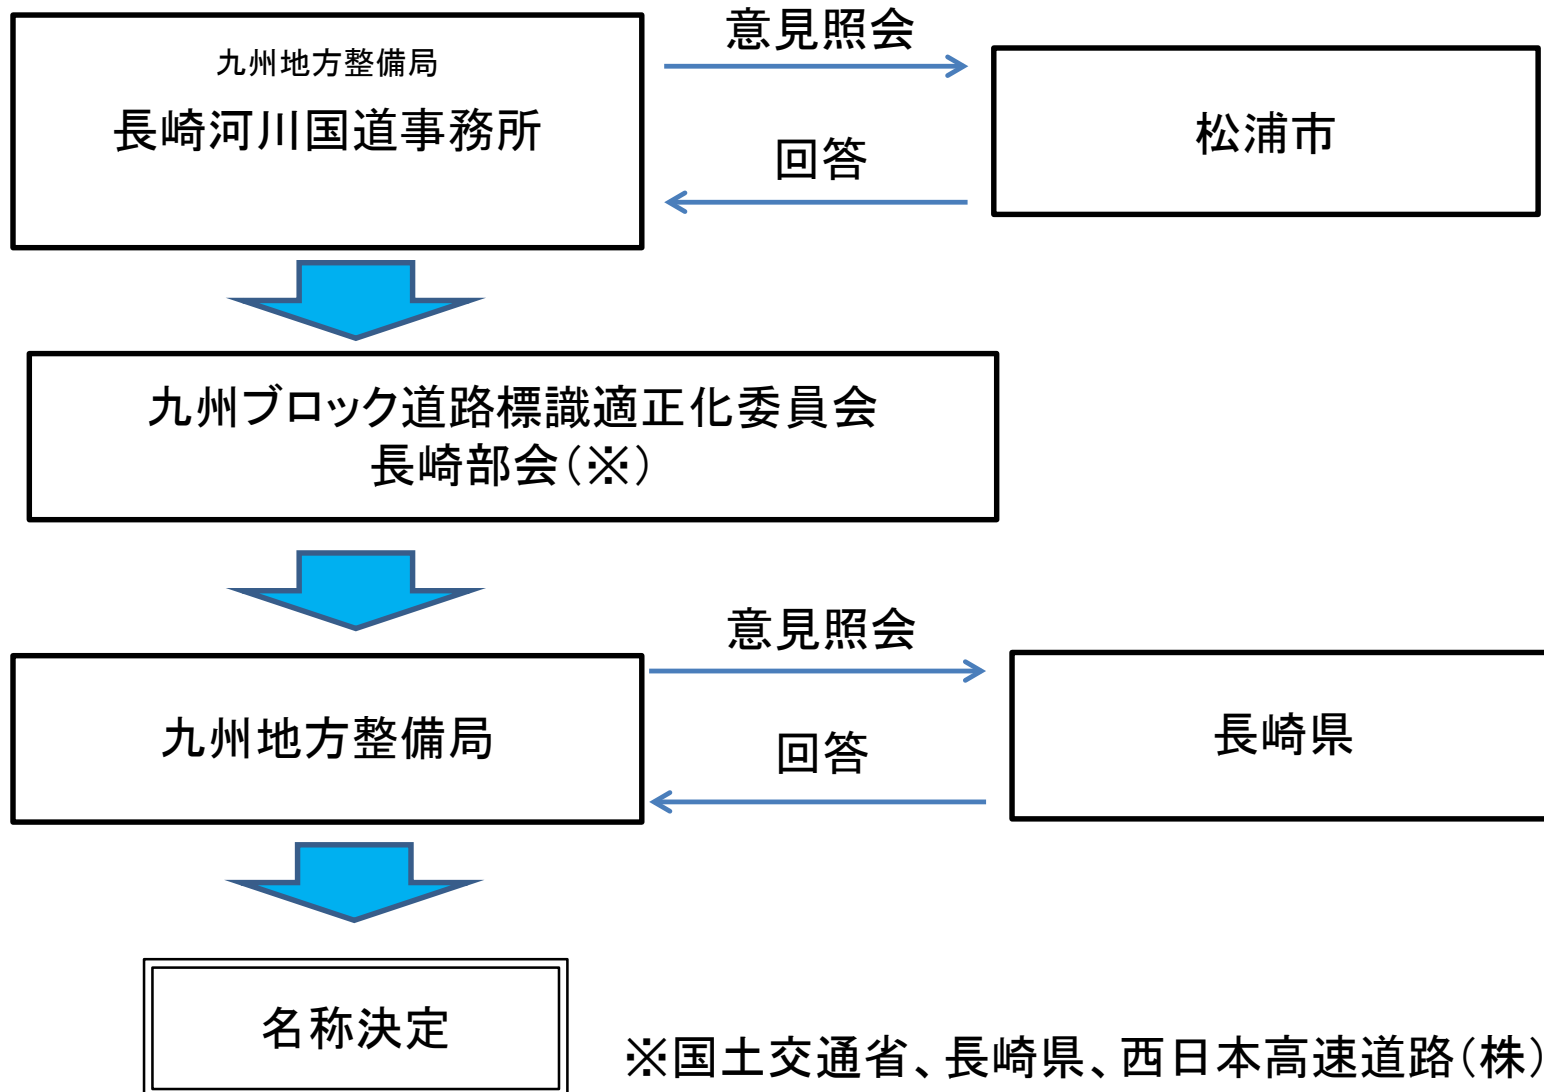 意見照会
九州地方整備局
長崎河川国道事務所
松浦市
回答
九州ブロック道路標識適正化委員会
長崎部会(※)
意見照会
九州地方整備局
長崎県
回答
名称決定
※国土交通省、長崎県、西日本高速道路(株)